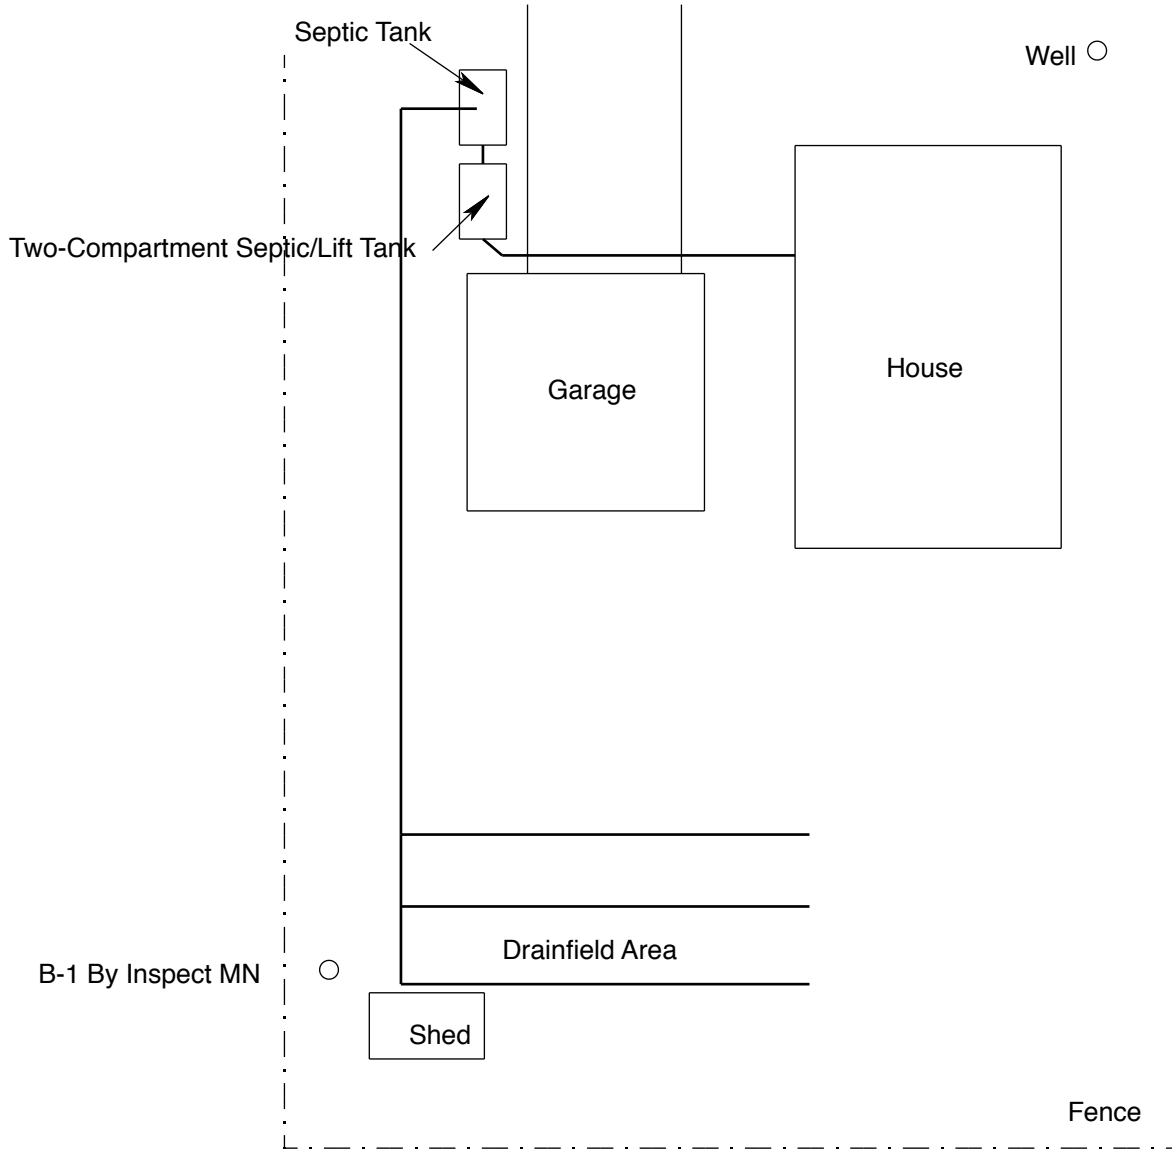 Septic Tank
Well
Two-Compartment Septic/Lift Tank
House
Garage
Drainfield Area
B-1 By Inspect MN
Shed
Fence